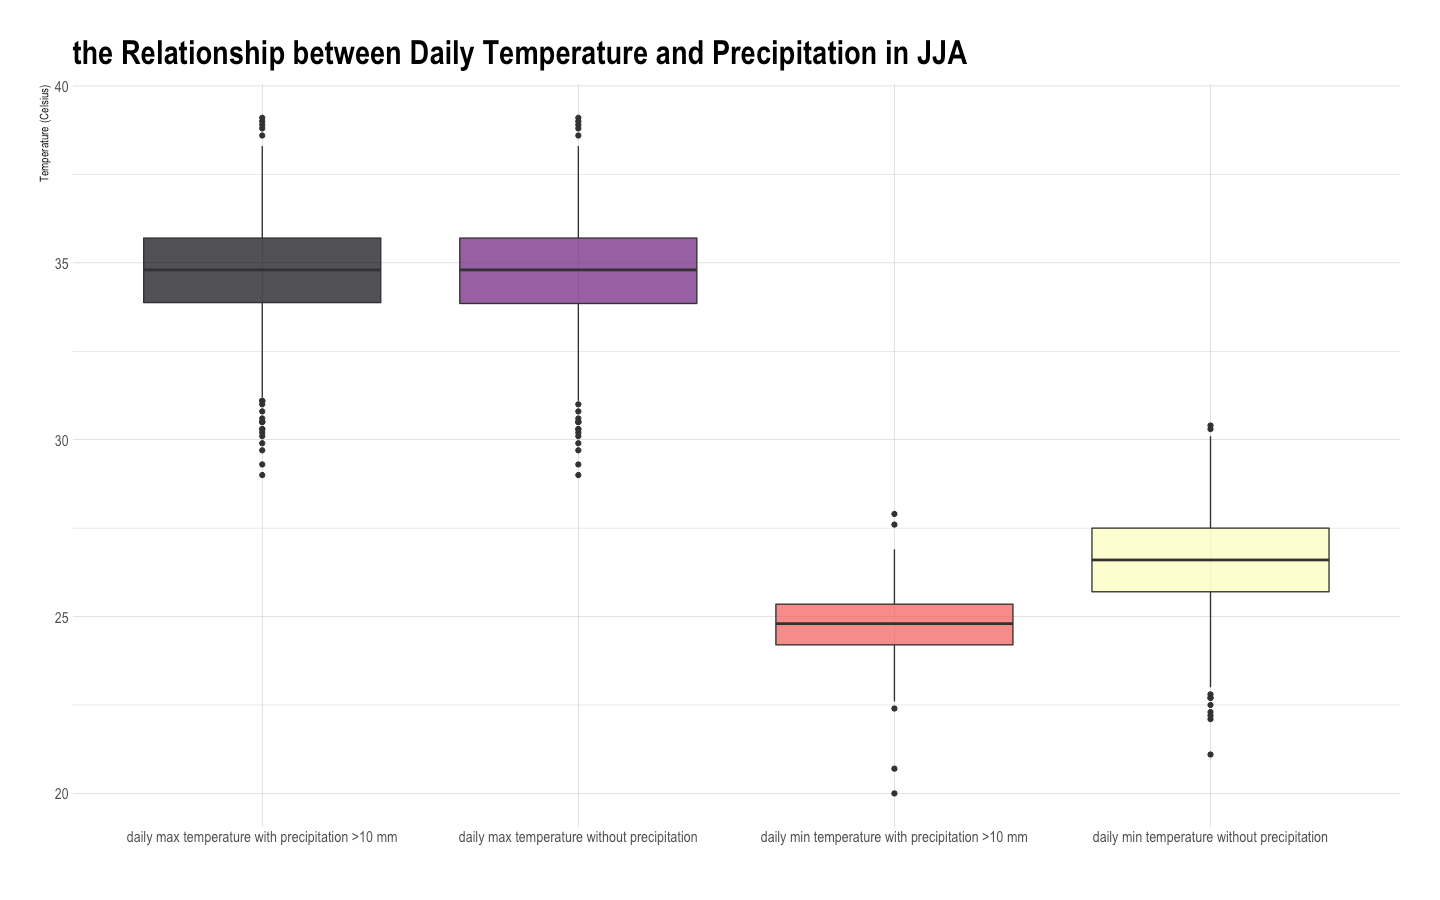 the Relationship between Daily Temperature and Precipitation in JJA
Temperature (Celsius)
40
35
30
25
20
daily max temperature with precipitation >10 mm
daily max temperature without precipitation
daily min temperature with precipitation >10 mm
daily min temperature without precipitation